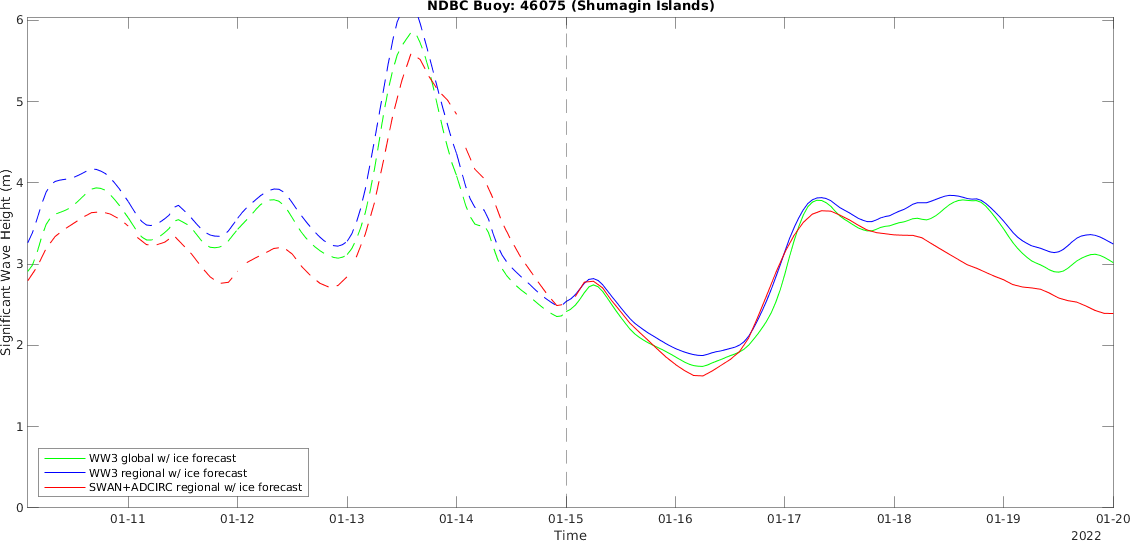 NDBC Buoy: 46075 (Shumagin Islands)
6
5
4
3
2
1
0
Significant Wave Height (m)
WW3 global w/ ice forecast
WW3 regional w/ ice forecast
SWAN+ADCIRC regional w/ ice forecast
01-11 01-12 01-13 01-14 01-15 01-16 01-17 01-18 01-19 01-20
Time
2022